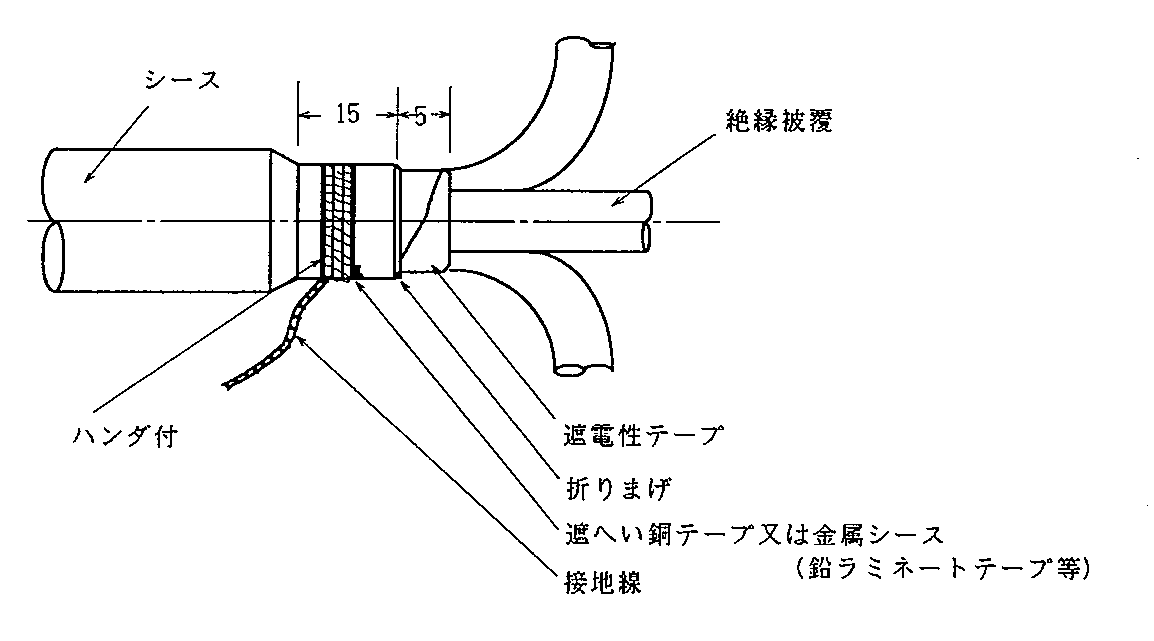 シース
15
5
絶縁被覆
ハンダ付
遮電性テープ
折りまげ
遮へい銅テープ又は金属シース
(鉛ラミネートテープ等)
接地線